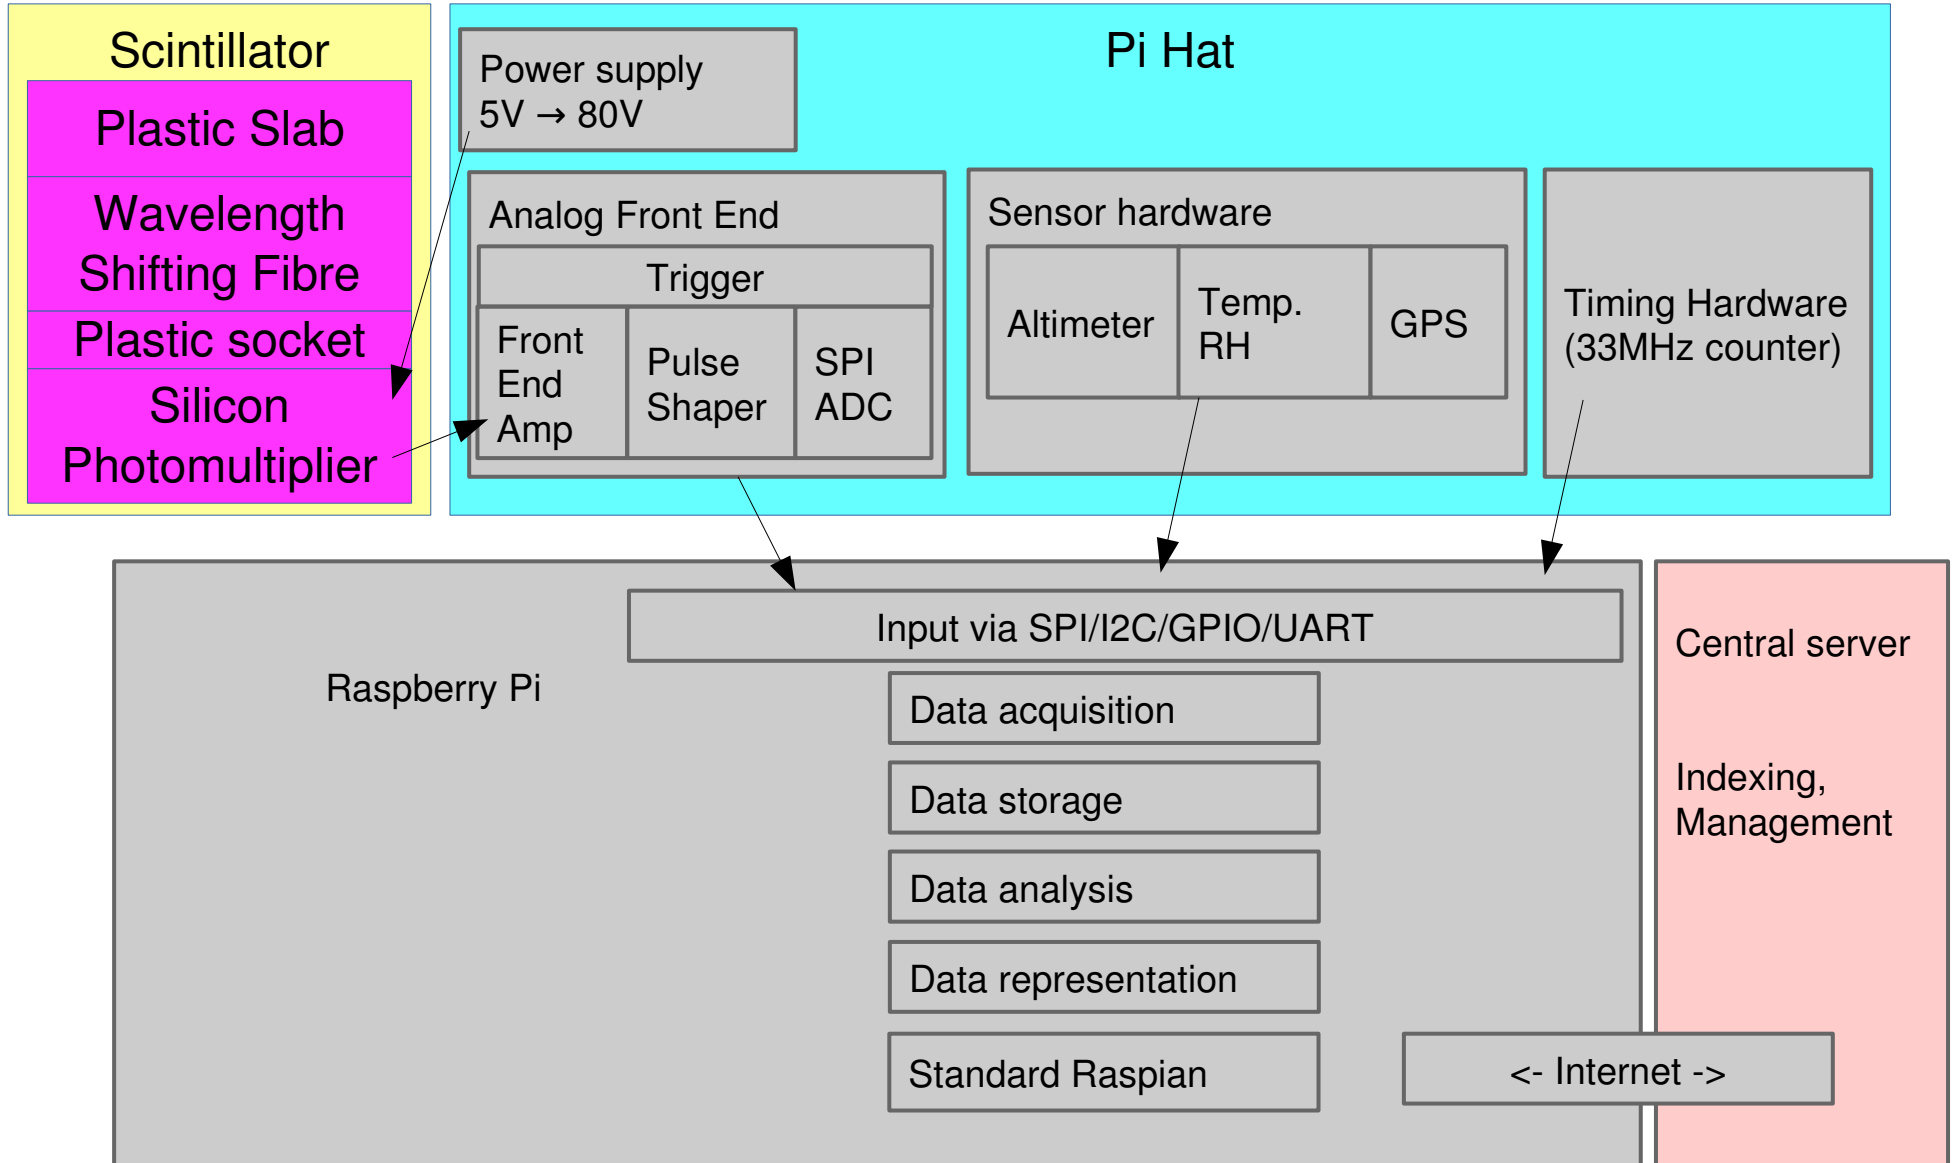 Scintillator
Plastic Slab
Wavelength
Shifting Fibre
Plastic socket
Silicon
Photomultiplier
Pi Hat
Power supply
5V → 80V
Analog Front End
Trigger
Front
End
Amp
Pulse
Shaper
SPI
ADC
Sensor hardware
Altimeter
Temp.
RH
GPS
Timing Hardware
(33MHz counter)
Raspberry Pi
Input via SPI/I2C/GPIO/UART
Data acquisition
Data storage
Data analysis
Data representation
Standard Raspian
<- Internet ->
Central server
Indexing,
Management